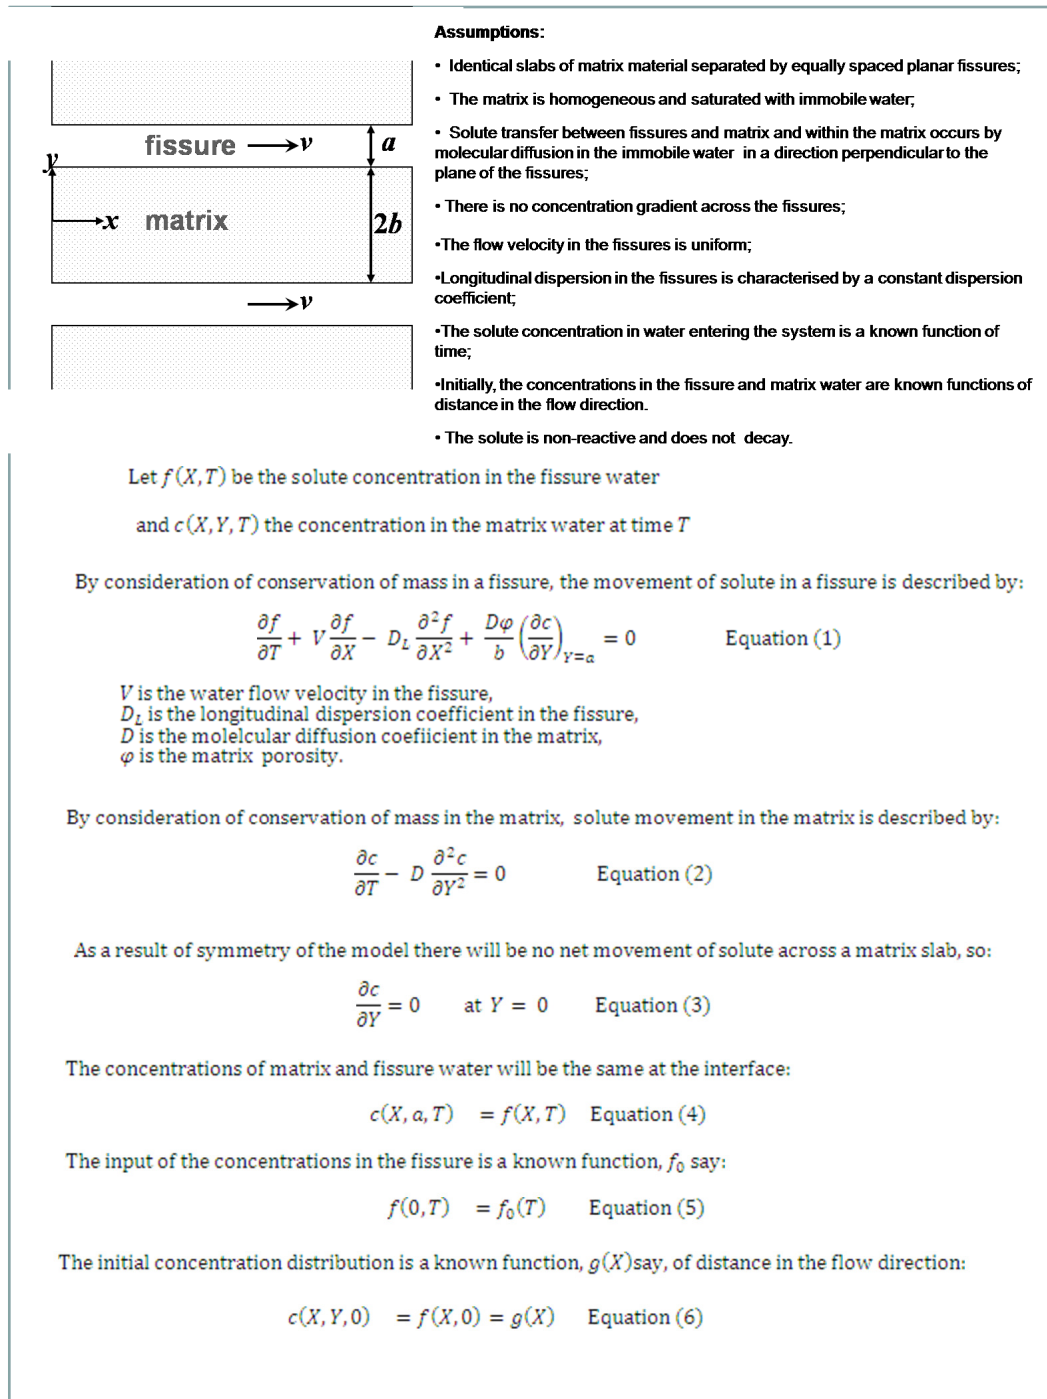 Assumptions:
• Identical slabs of matrix material separated by equally spaced planar fissures;
• The matrix is homogeneous and saturated with immobile water;
• Solute transfer between fissures and matrix and within the matrix occurs by
molecular diffusion in the immobile water in a direction perpendicular to the
plane of the fissures;
• There is no concentration gradient across the fissures;
•The flow velocity in the fissures is uniform;
•Longitudinal dispersion in the fissures is characterised by a constant dispersion
coefficient;
•The solute concentration in water entering the system is a known function of
time;
•Initially, the concentrations in the fissure and matrix water are known functions of
distance in the flow direction.
• The solute is non-reactive and does not decay.
fissure v a
y
x matrix 2b
v
Let f(X,T) be the solute concentration in the fissure water
and c(X,Y,T) the concentration in the matrix water at time T
By consideration of conservation of mass in a fissure, the movement of solute in a fissure is described by:
∂f/∂T + V ∂f/∂X − D_L ∂²f/∂X² + Dφ/b (∂c/∂Y)_{Y=a} = 0 Equation (1)
V is the water flow velocity in the fissure,
D_L is the longitudinal dispersion coefficient in the fissure,
D is the molelcular diffusion coefiicient in the matrix,
φ is the matrix porosity.
By consideration of conservation of mass in the matrix, solute movement in the matrix is described by:
∂c/∂T − D ∂²c/∂Y² = 0 Equation (2)
As a result of symmetry of the model there will be no net movement of solute across a matrix slab, so:
∂c/∂Y = 0 at Y = 0 Equation (3)
The concentrations of matrix and fissure water will be the same at the interface:
c(X,a,T) = f(X,T) Equation (4)
The input of the concentrations in the fissure is a known function, f₀ say:
f(0,T) = f₀(T) Equation (5)
The initial concentration distribution is a known function, g(X)say, of distance in the flow direction:
c(X,Y,0) = f(X,0) = g(X) Equation (6)